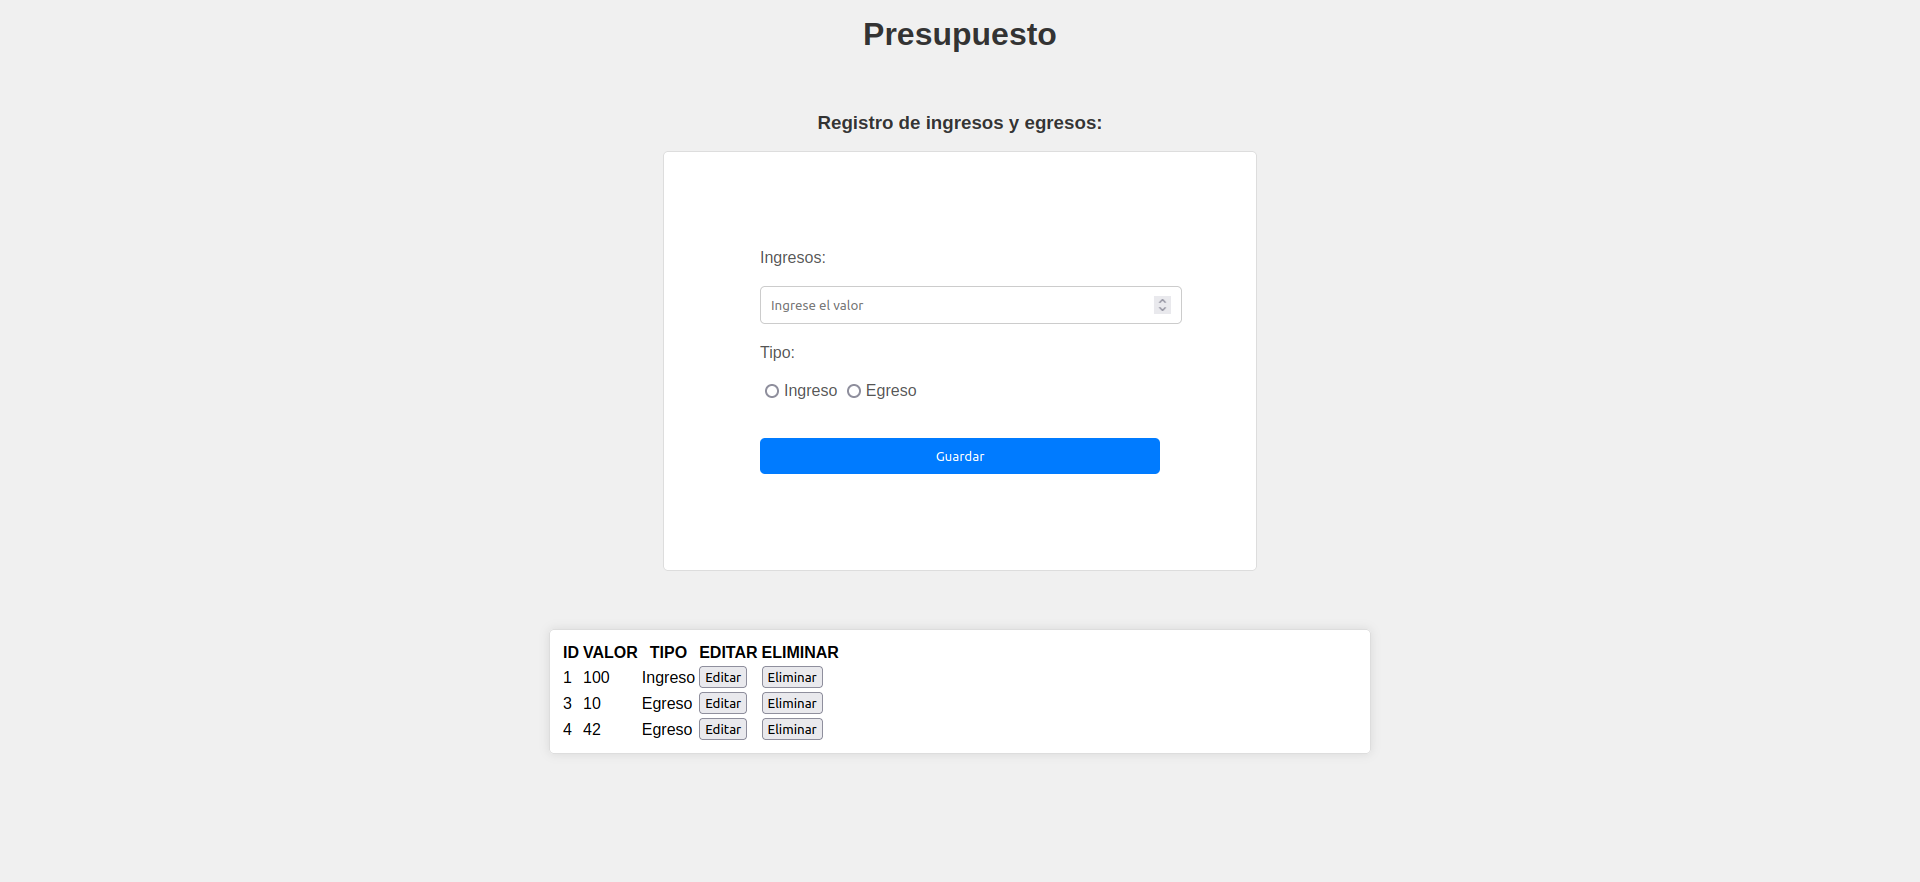 Presupuesto
Registro de ingresos y egresos:
Ingresos:
Ingrese el valor
Tipo:
Ingreso Egreso
Guardar
ID VALOR TIPO EDITAR ELIMINAR
1 100 Ingreso Editar Eliminar
3 10 Egreso Editar Eliminar
4 42 Egreso Editar Eliminar